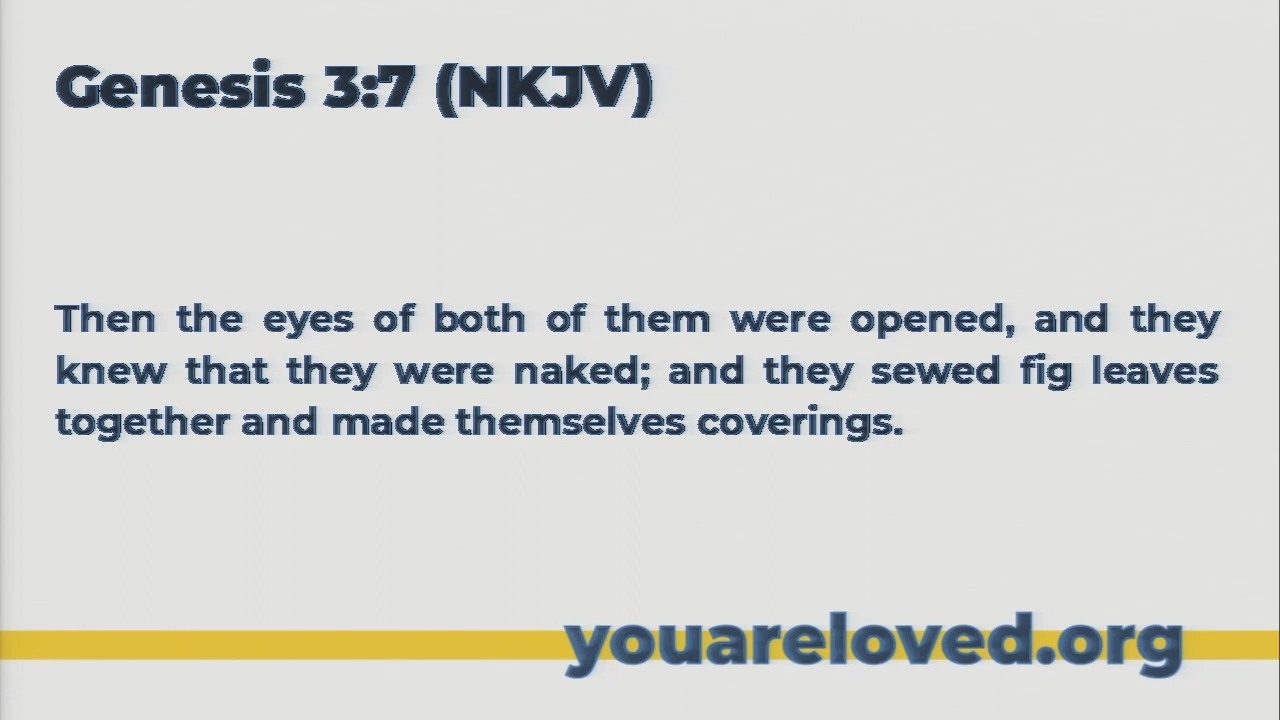 Genesis 3:7 (NKJV)
Then the eyes of both of them were opened, and they
knew that they were naked; and they sewed fig leaves
together and made themselves coverings.
youareloved.org